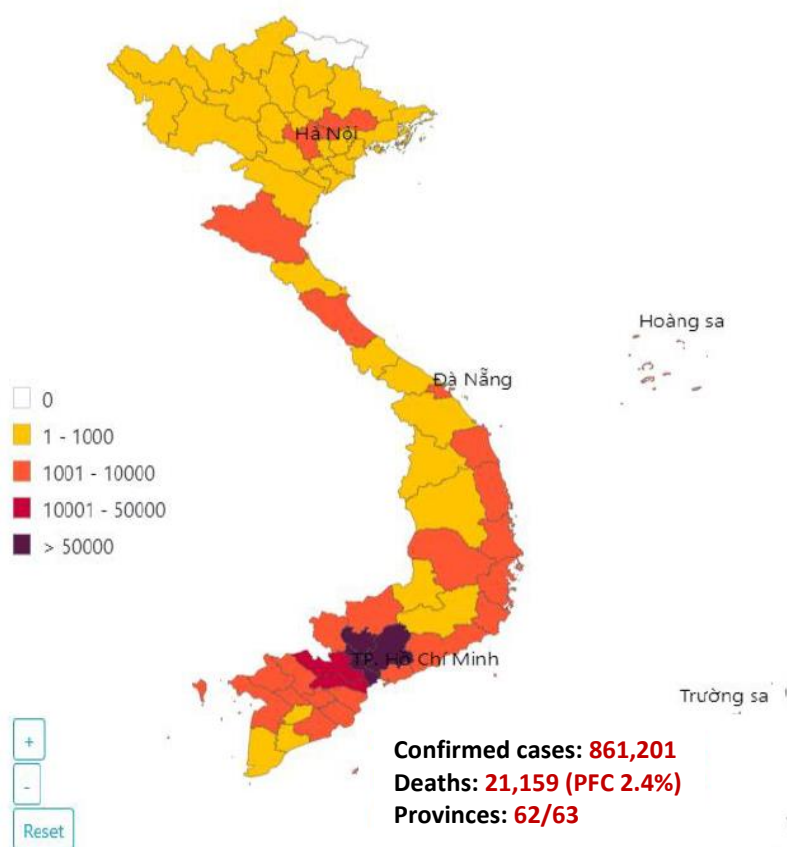 Hà Nội
Hoàng sa
Đà Nẵng
0
1 - 1000
1001 - 10000
10001 - 50000
> 50000
TP. Hồ Chí Minh
Trường sa
+
-
Reset
Confirmed cases: 861,201
Deaths: 21,159 (PFC 2.4%)
Provinces: 62/63